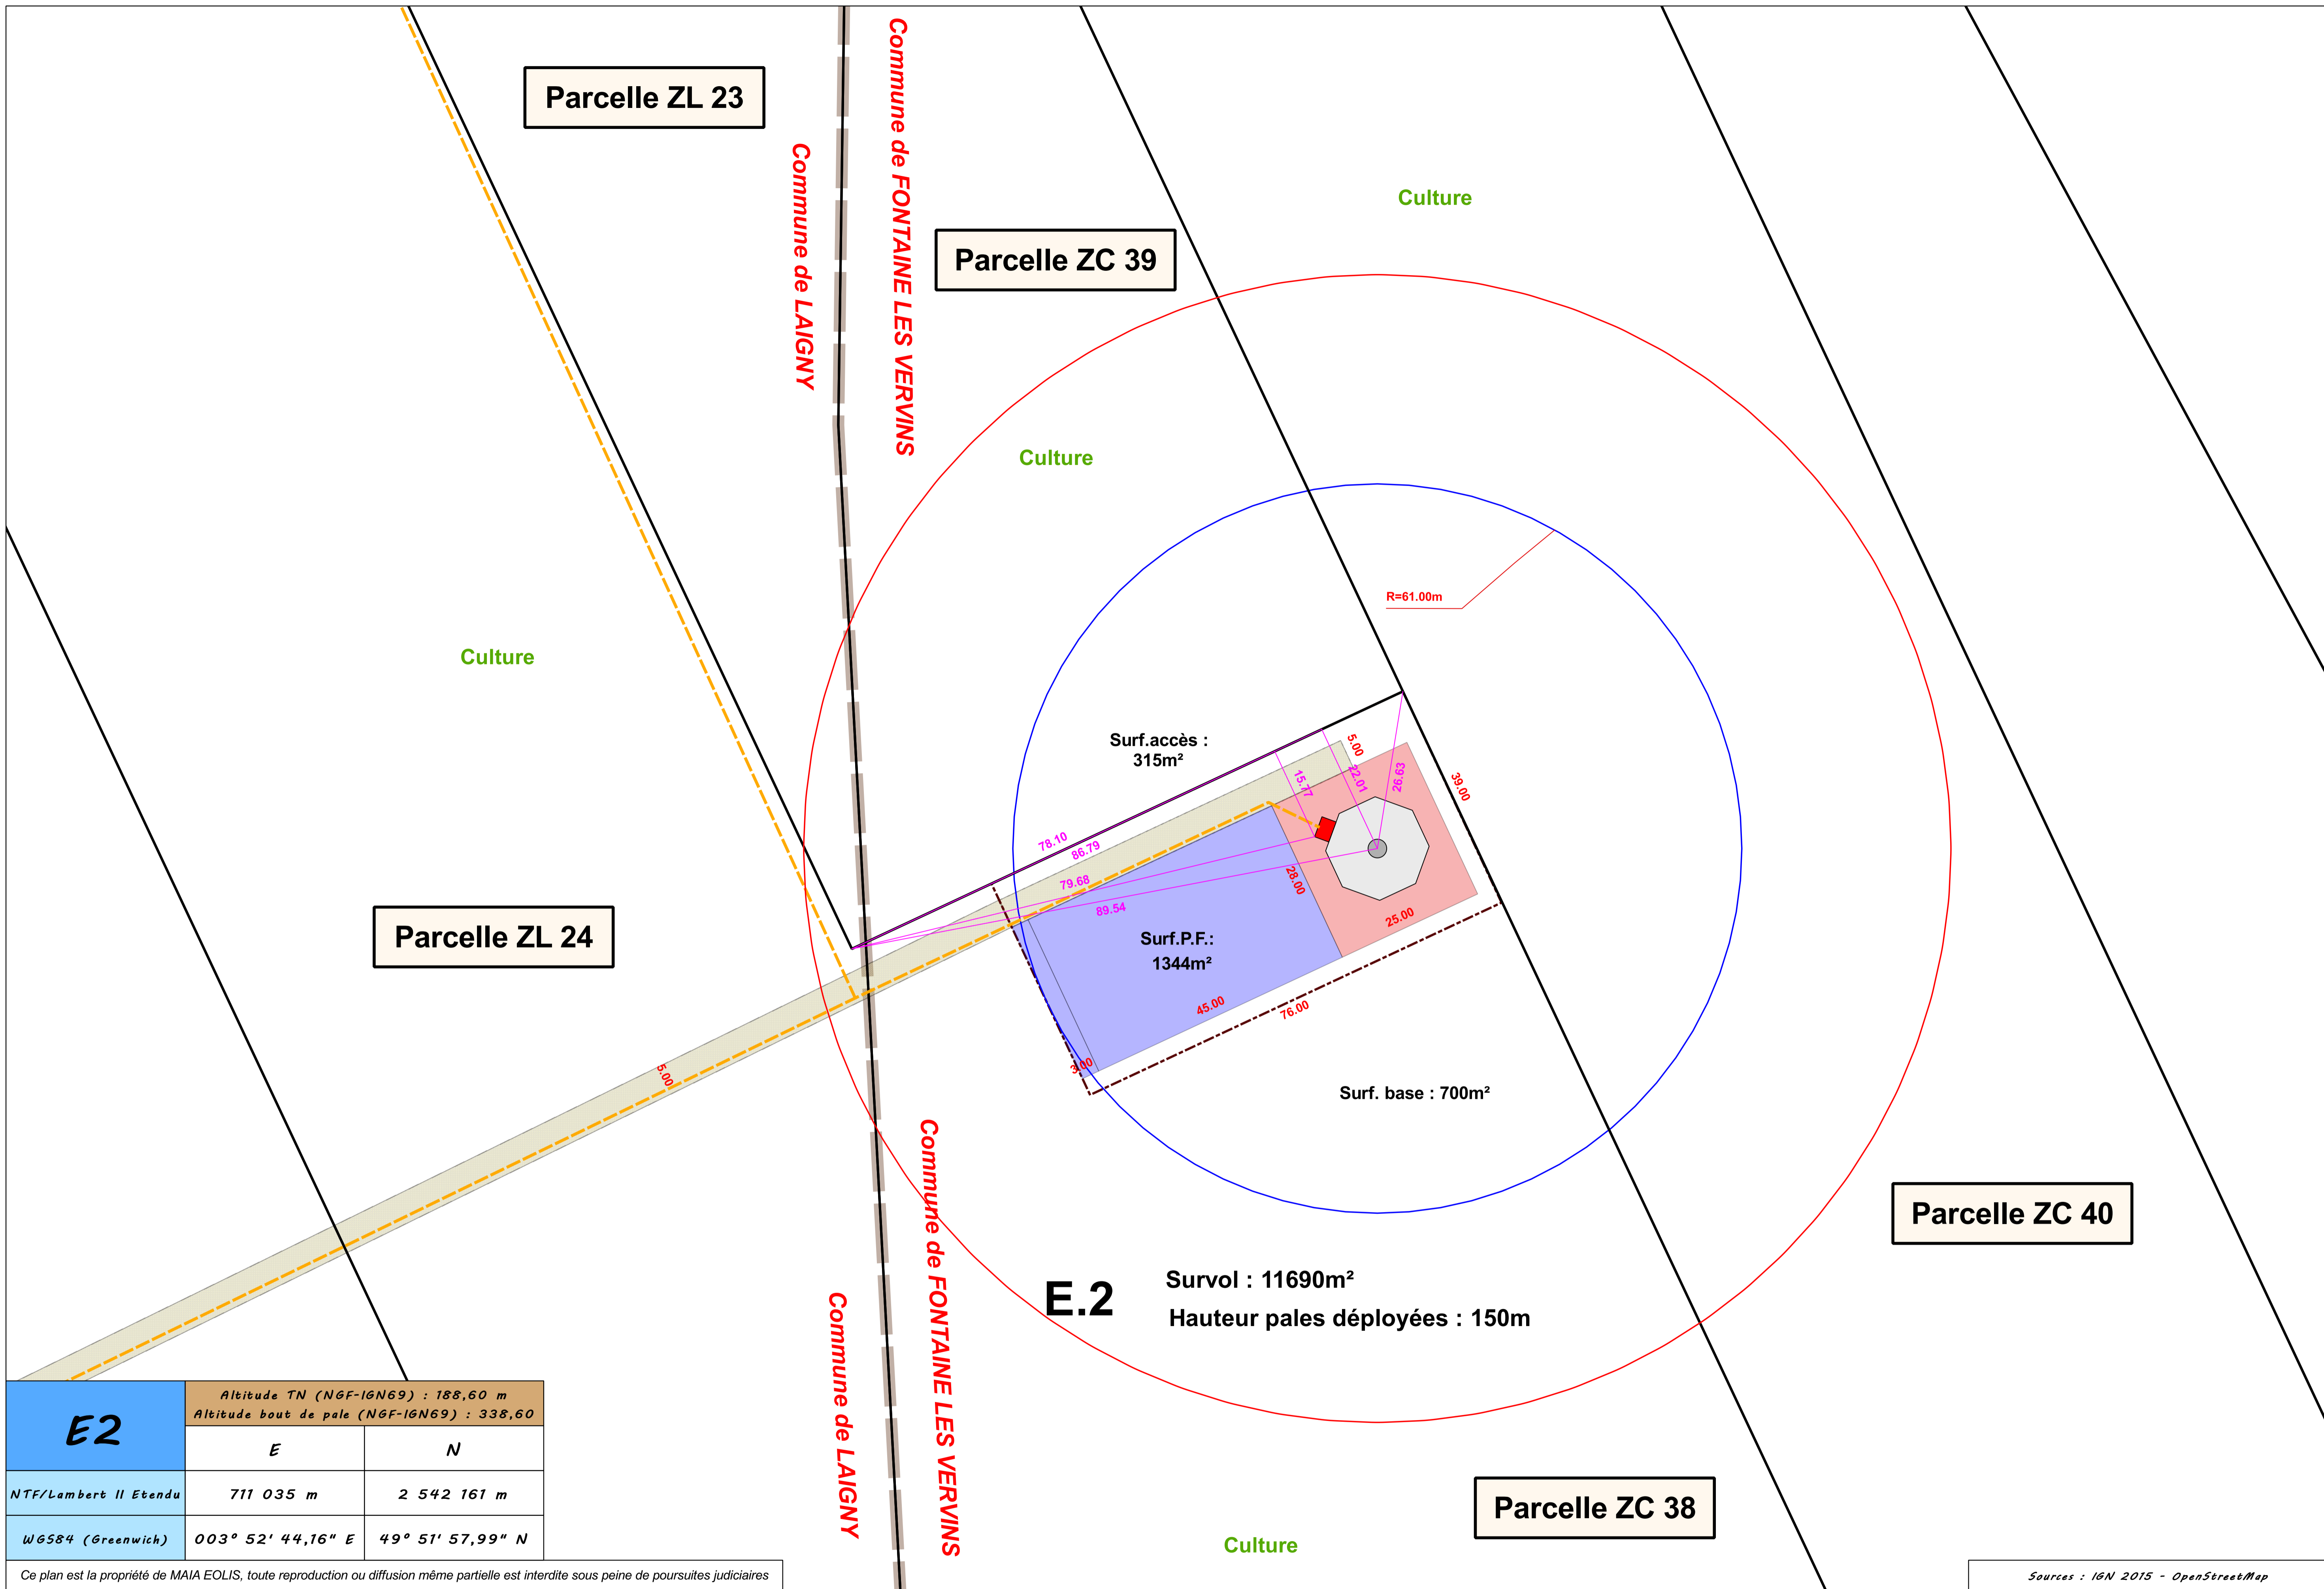 Parcelle ZL 23
Commune de LAIGNY
Commune de FONTAINE LES VERVINS
Parcelle ZC 39
Culture
Culture
Culture
R=61.00m
Surf.accès :
315m²
5.00
15.77
22.01
26.63
39.00
78.10
86.79
79.68
89.54
28.00
25.00
Parcelle ZL 24
Surf.P.F.:
1344m²
45.00
76.00
3.00
5.00
Surf. base : 700m²
Commune de FONTAINE LES VERVINS
Commune de LAIGNY
Parcelle ZC 40
E.2
Survol : 11690m²
Hauteur pales déployées : 150m
Parcelle ZC 38
Culture
E2
Altitude TN (NGF-IGN69) : 188,60 m
Altitude bout de pale (NGF-IGN69) : 338,60
E N
NTF/Lambert II Etendu 711 035 m 2 542 161 m
WGS84 (Greenwich) 003° 52' 44,16" E 49° 51' 57,99" N
Ce plan est la propriété de MAIA EOLIS, toute reproduction ou diffusion même partielle est interdite sous peine de poursuites judiciaires
Sources : IGN 2015 - OpenStreetMap